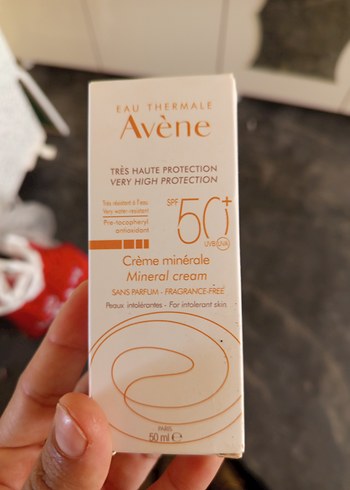 EAU THERMALE
Avène
TRÈS HAUTE PROTECTION
VERY HIGH PROTECTION
Très résistant à l'eau
Very water resistant
Pre-tocopheryl
antioxidant
SPF 50+
UVB UVA
Crème minérale
Mineral cream
SANS PARFUM - FRAGRANCE-FREE
Peaux intolérantes - For intolerant skin
PARIS
50 ml ℮